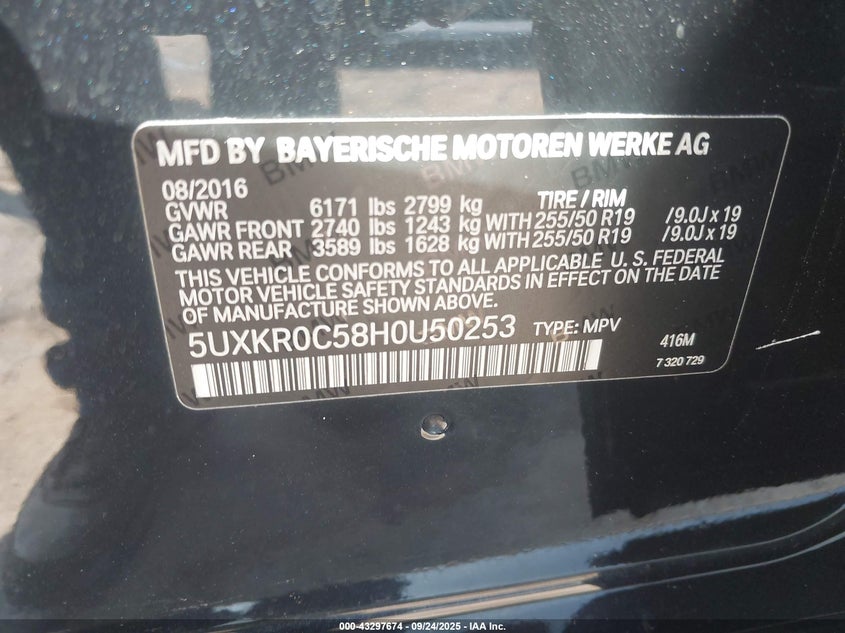 MFD BY BAYERISCHE MOTOREN WERKE AG
08/2016 TIRE / RIM
GVWR 6171 lbs 2799 kg
GAWR FRONT 2740 lbs 1243 kg WITH 255/50 R19 / 9.0J x 19
GAWR REAR 3589 lbs 1628 kg WITH 255/50 R19 / 9.0J x 19
THIS VEHICLE CONFORMS TO ALL APPLICABLE U. S. FEDERAL
MOTOR VEHICLE SAFETY STANDARDS IN EFFECT ON THE DATE
OF MANUFACTURE SHOWN ABOVE.
5UXKR0C58H0U50253 TYPE: MPV 416M
7 320 729
000-43297674 - 09/24/2025 - IAA Inc.